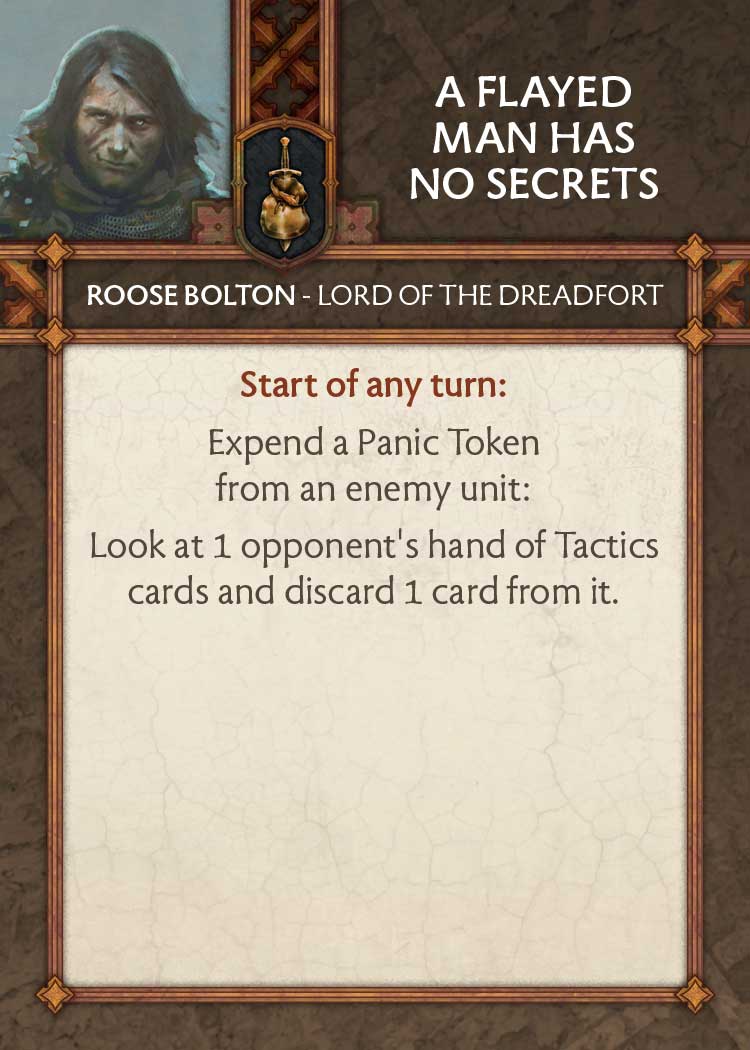 A FLAYED
MAN HAS
NO SECRETS
ROOSE BOLTON - LORD OF THE DREADFORT
Start of any turn:
Expend a Panic Token
from an enemy unit:
Look at 1 opponent's hand of Tactics
cards and discard 1 card from it.